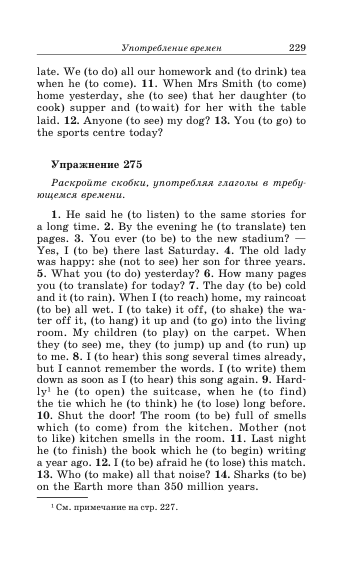 Употребление времен 229
late. We (to do) all our homework and (to drink) tea
when he (to come). 11. When Mrs Smith (to come)
home yesterday, she (to see) that her daughter (to
cook) supper and (to wait) for her with the table
laid. 12. Anyone (to see) my dog? 13. You (to go) to
the sports centre today?
Упражнение 275
Раскройте скобки, употребляя глаголы в требу-
ющемся времени.
1. He said he (to listen) to the same stories for
a long time. 2. By the evening he (to translate) ten
pages. 3. You ever (to be) to the new stadium? —
Yes, I (to be) there last Saturday. 4. The old lady
was happy: she (not to see) her son for three years.
5. What you (to do) yesterday? 6. How many pages
you (to translate) for today? 7. The day (to be) cold
and it (to rain). When I (to reach) home, my raincoat
(to be) all wet. I (to take) it off, (to shake) the wa-
ter off it, (to hang) it up and (to go) into the living
room. My children (to play) on the carpet. When
they (to see) me, they (to jump) up and (to run) up
to me. 8. I (to hear) this song several times already,
but I cannot remember the words. I (to write) them
down as soon as I (to hear) this song again. 9. Hard-
ly¹ he (to open) the suitcase, when he (to find)
the tie which he (to think) he (to lose) long before.
10. Shut the door! The room (to be) full of smells
which (to come) from the kitchen. Mother (not
to like) kitchen smells in the room. 11. Last night
he (to finish) the book which he (to begin) writing
a year ago. 12. I (to be) afraid he (to lose) this match.
13. Who (to make) all that noise? 14. Sharks (to be)
on the Earth more than 350 million years.
¹ См. примечание на стр. 227.